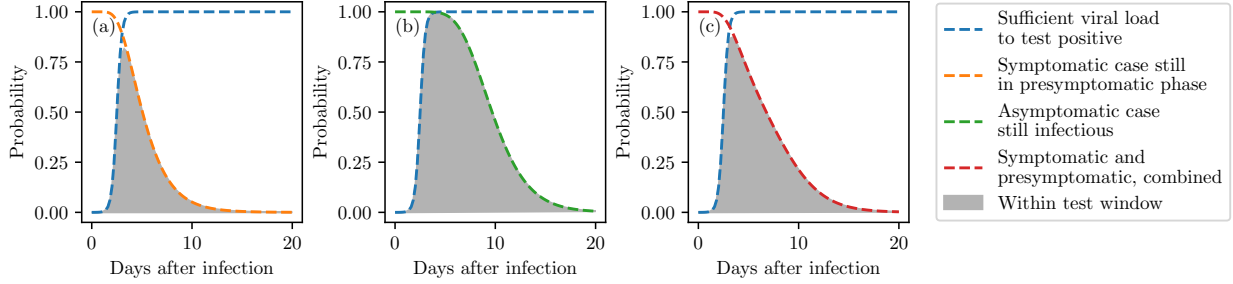 (a)
1.00
0.75
0.50
0.25
0.00
Probability
0
10
20
Days after infection
(b)
1.00
0.75
0.50
0.25
0.00
Probability
0
10
20
Days after infection
(c)
1.00
0.75
0.50
0.25
0.00
Probability
0
10
20
Days after infection
Sufficient viral load
to test positive
Symptomatic case still
in presymptomatic phase
Asymptomatic case
still infectious
Symptomatic and
presymptomatic, combined
Within test window